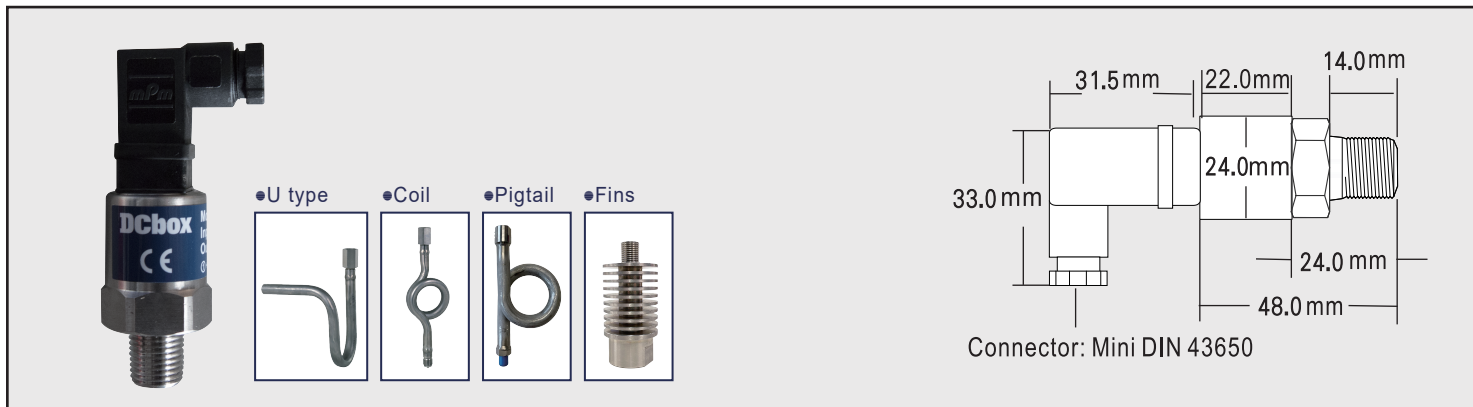 mPm
DCbox
CE
●U type
●Coil
●Pigtail
●Fins
31.5mm
22.0mm
14.0mm
33.0mm
24.0mm
24.0 mm
48.0mm
Connector: Mini DIN 43650